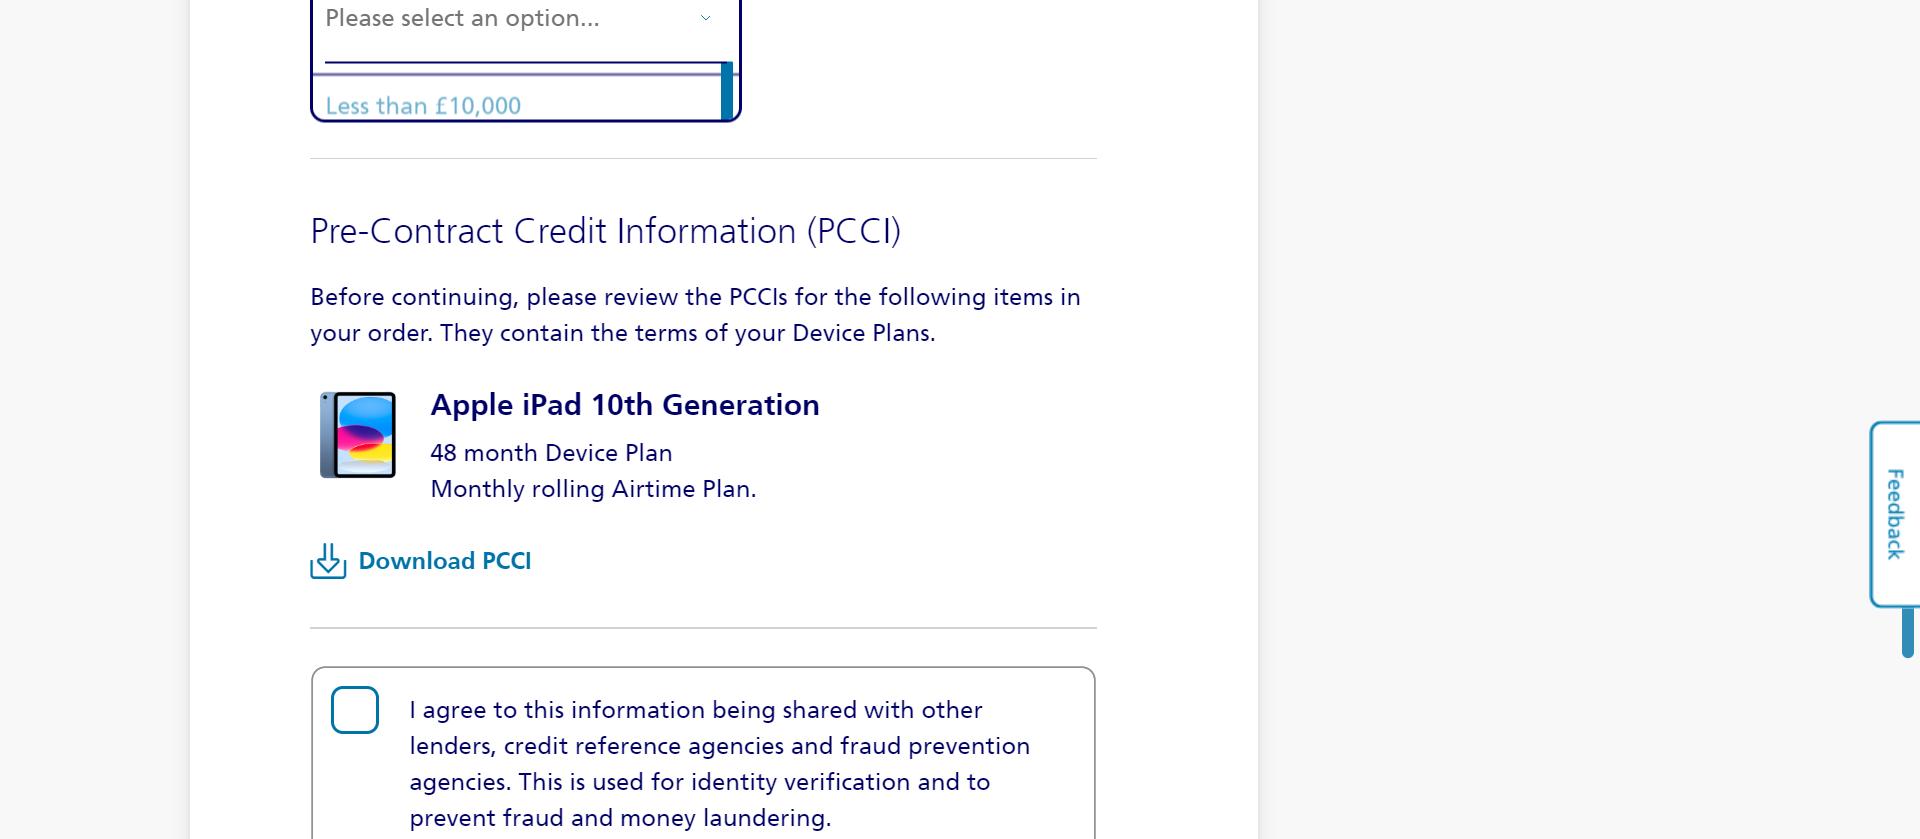 Please select an option...
Less than £10,000
Pre-Contract Credit Information (PCCI)
Before continuing, please review the PCCIs for the following items in
your order. They contain the terms of your Device Plans.
Apple iPad 10th Generation
48 month Device Plan
Monthly rolling Airtime Plan.
Download PCCI
Feedback
I agree to this information being shared with other
lenders, credit reference agencies and fraud prevention
agencies. This is used for identity verification and to
prevent fraud and money laundering.